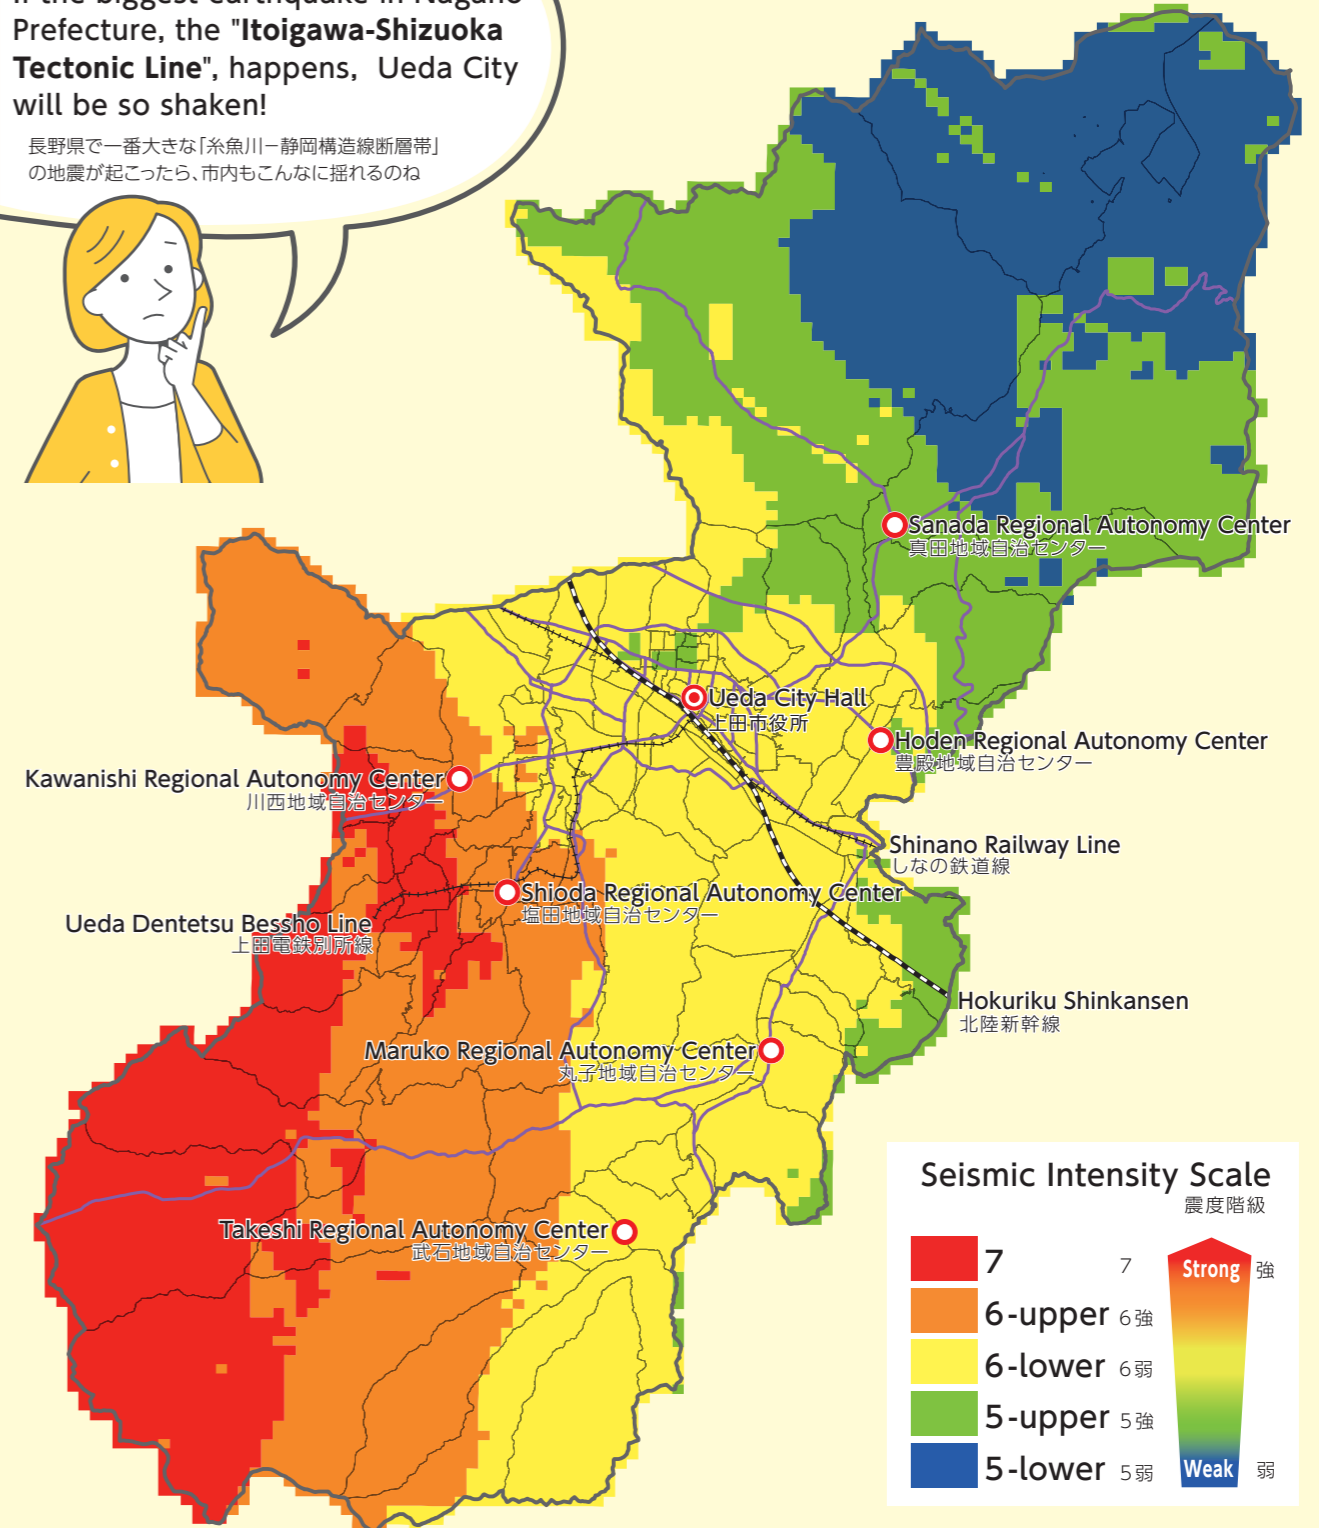 Prefecture, the "Itoigawa-Shizuoka
Tectonic Line", happens, Ueda City
will be so shaken!
長野県で一番大きな「糸魚川－静岡構造線断層帯」
の地震が起こったら、市内もこんなに揺れるのね
Sanada Regional Autonomy Center
真田地域自治センター
Ueda City Hall
上田市役所
Hoden Regional Autonomy Center
豊殿地域自治センター
Kawanishi Regional Autonomy Center
川西地域自治センター
Shinano Railway Line
しなの鉄道線
Shioda Regional Autonomy Center
塩田地域自治センター
Ueda Dentetsu Bessho Line
上田電鉄別所線
Hokuriku Shinkansen
北陸新幹線
Maruko Regional Autonomy Center
丸子地域自治センター
Takeshi Regional Autonomy Center
武石地域自治センター
Seismic Intensity Scale
震度階級
7 7
6-upper 6強
6-lower 6弱
5-upper 5強
5-lower 5弱
Strong 強
Weak 弱